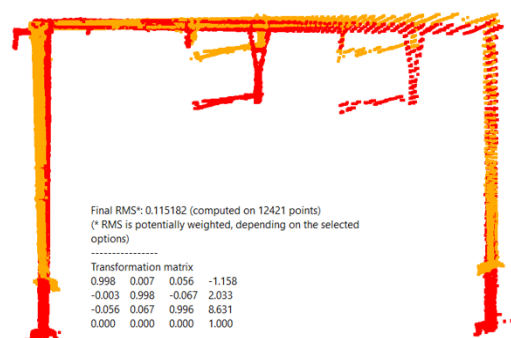 Final RMS*: 0.115182 (computed on 12421 points)
(* RMS is potentially weighted, depending on the selected
options)
----------------
Transformation matrix
0.998 0.007 0.056 -1.158
-0.003 0.998 -0.067 2.033
-0.056 0.067 0.996 8.631
0.000 0.000 0.000 1.000